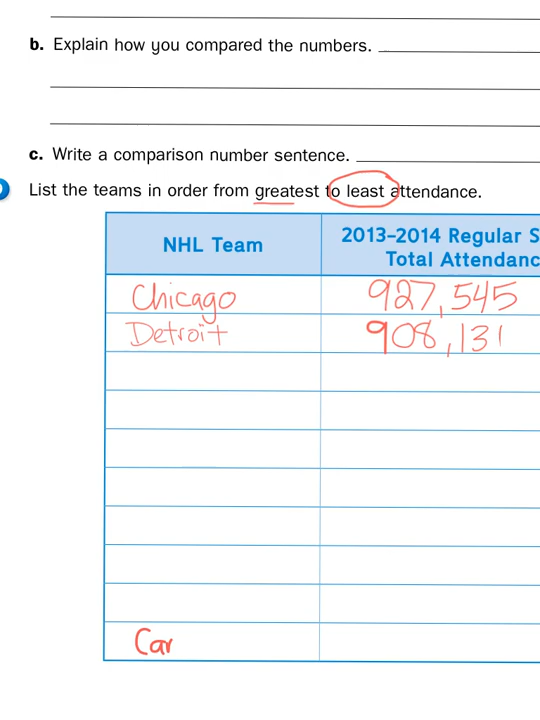 b. Explain how you compared the numbers.
c. Write a comparison number sentence.
List the teams in order from greatest to least attendance.
NHL Team
2013–2014 Regular S
Total Attendanc
Chicago 927,545
Detroit 908,131
Car